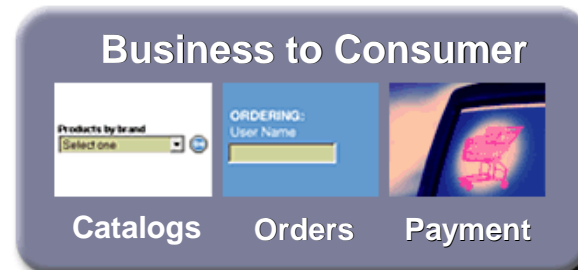 Business to Consumer
Products by brand
Select one
ORDERING:
User Name
Catalogs
Orders
Payment